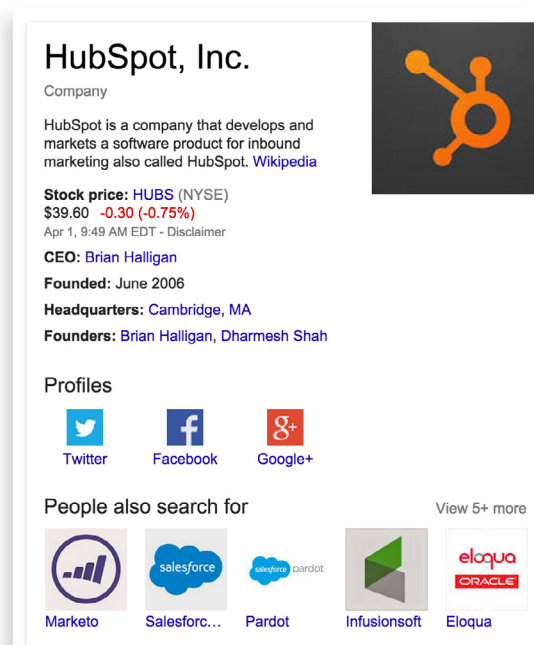 HubSpot, Inc.
Company
HubSpot is a company that develops and
markets a software product for inbound
marketing also called HubSpot. Wikipedia
Stock price: HUBS (NYSE)
$39.60 -0.30 (-0.75%)
Apr 1, 9:49 AM EDT - Disclaimer
CEO: Brian Halligan
Founded: June 2006
Headquarters: Cambridge, MA
Founders: Brian Halligan, Dharmesh Shah
Profiles
f 8+
Twitter Facebook Google+
People also search for View 5+ more
salesforce salesforce pardot eloqua
ORACLE
Marketo Salesforc... Pardot Infusionsoft Eloqua